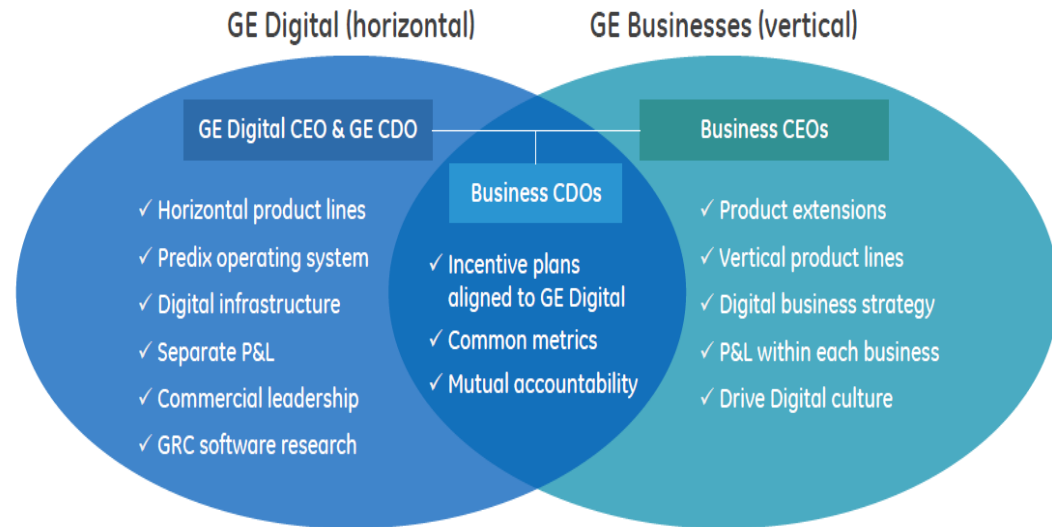 GE Digital (horizontal)
GE Businesses (vertical)
GE Digital CEO & GE CDO
✓ Horizontal product lines
✓ Predix operating system
✓ Digital infrastructure
✓ Separate P&L
✓ Commercial leadership
✓ GRC software research
Business CDOs
✓ Incentive plans
aligned to GE Digital
✓ Common metrics
✓ Mutual accountability
Business CEOs
✓ Product extensions
✓ Vertical product lines
✓ Digital business strategy
✓ P&L within each business
✓ Drive Digital culture